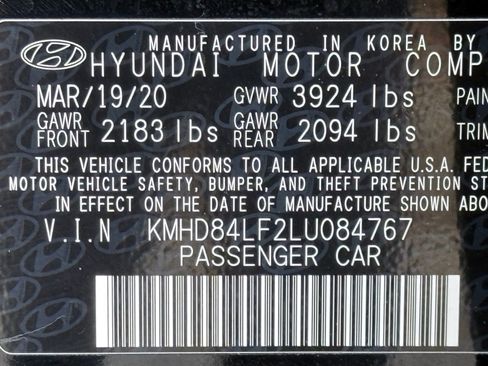 MANUFACTURED IN KOREA BY
HYUNDAI MOTOR COMP
MAR/19/20 GVWR 3924 lbs PAIN
GAWR FRONT 2183 lbs GAWR REAR 2094 lbs TRIM
THIS VEHICLE CONFORMS TO ALL APPLICABLE U.S.A. FED
MOTOR VEHICLE SAFETY, BUMPER, AND THEFT PREVENTION ST
IN EFFECT ON THE DATE OF MANUFACTURE SHOWN ABO
V.I.N KMHD84LF2LU084767
PASSENGER CAR